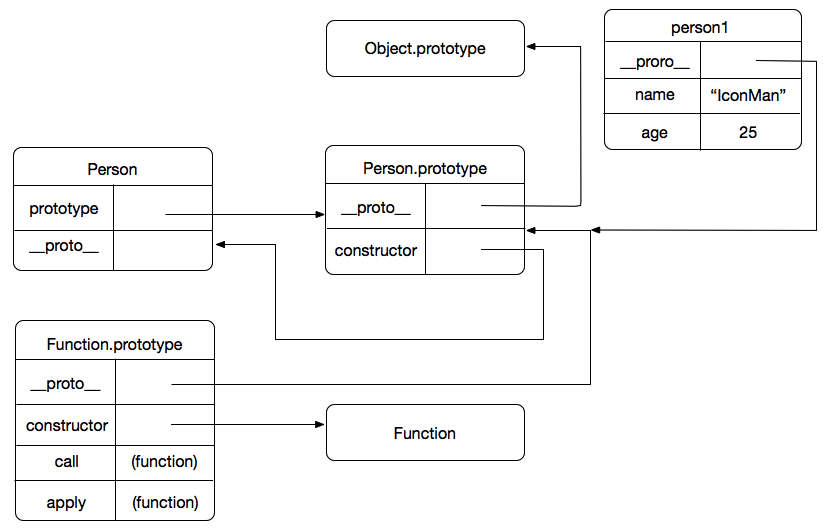 Object.prototype
person1
__proro__
name “IconMan”
age 25
Person
prototype
__proto__
Person.prototype
__proto__
constructor
Function.prototype
__proto__
constructor
call (function)
apply (function)
Function